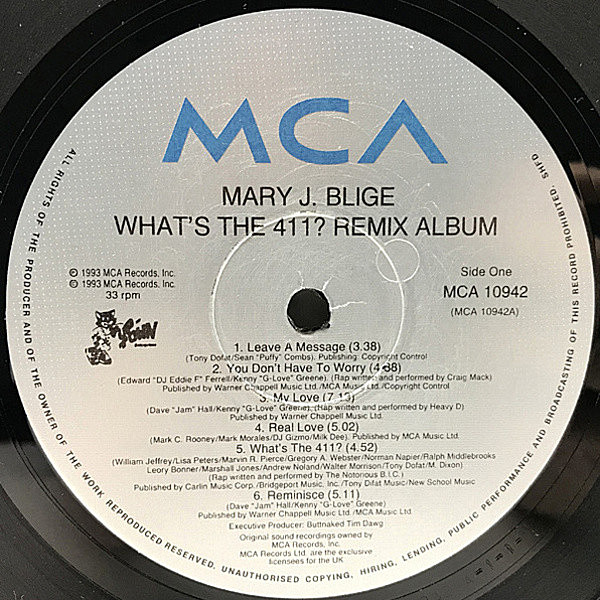 MCA
MARY J. BLIGE
WHAT'S THE 411? REMIX ALBUM
℗ 1993 MCA Records, Inc.
© 1993 MCA Records, Inc.
33 rpm
Side One
MCA 10942
(MCA 10942A)
1. Leave A Message (3.38)
(Tony Dofat/Sean "Puffy" Combs). Publishing: Copyright Control
2. You Don't Have To Worry (4.38)
(Edward "DJ Eddie F" Ferrell/Kenny "G-Love" Greene). (Rap written and performed by Craig Mack)
Published by Warner Chappell Music Ltd./MCA Music Ltd./Copyright Control
3. My Love (7.13)
(Dave "Jam" Hall/Kenny "G-Love" Greene). (Rap written and performed by Heavy D)
Published by Warner Chappell Music Ltd.
4. Real Love (5.02)
(Mark C. Rooney/Mark Morales/DJ Gizmo/Milk Dee). Published by MCA Music Ltd.
5. What's The 411? (4.52)
(William Jeffrey/Lisa Peters/Marvin R. Pierce/Gregory A. Webster/Norman Napier/Ralph Middlebrooks
Leory Bonner/Marshall Jones/Andrew Noland/Walter Morrison/Tony Dofat/M. Dixon)
(Rap written and performed by The Notorious B.I.C.)
Published by Carlin Music Corp./Bridgeport Music, Inc./Tony Difat Music/New School Music
6. Reminisce (5.11)
(Dave "Jam" Hall/Kenny "G-Love" Greene)
Published by Warner Chappell Music Ltd./MCA Music Ltd.
Executive Producer: Buttnaked Tim Dawg
Original sound recordings owned by
MCA Records, Inc.
MCA Records Ltd. are the exclusive
licensees for the UK
ALL RIGHTS OF THE PRODUCER AND OF THE OWNER OF THE WORK REPRODUCED RESERVED, UNAUTHORISED COPYING, HIRING, LENDING, PUBLIC PERFORMANCE AND BROADCASTING OF THIS RECORD PROHIBITED. SHFD